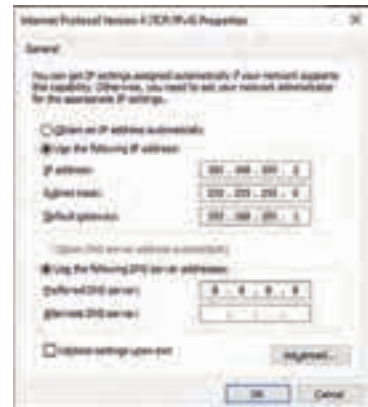 Internet Protocol Version 4 (TCP/IPv4) Properties
General
You can get IP settings assigned automatically if your network supports
this capability. Otherwise, you need to ask your network administrator
for the appropriate IP settings.
Obtain an IP address automatically
Use the following IP address:
IP address:
Subnet mask: 255 . 255 . 255 . 0
Default gateway:
Obtain DNS server address automatically
Use the following DNS server addresses:
Preferred DNS server: 8 . 8 . 8 . 8
Alternate DNS server: . . .
Validate settings upon exit
Advanced...
OK Cancel